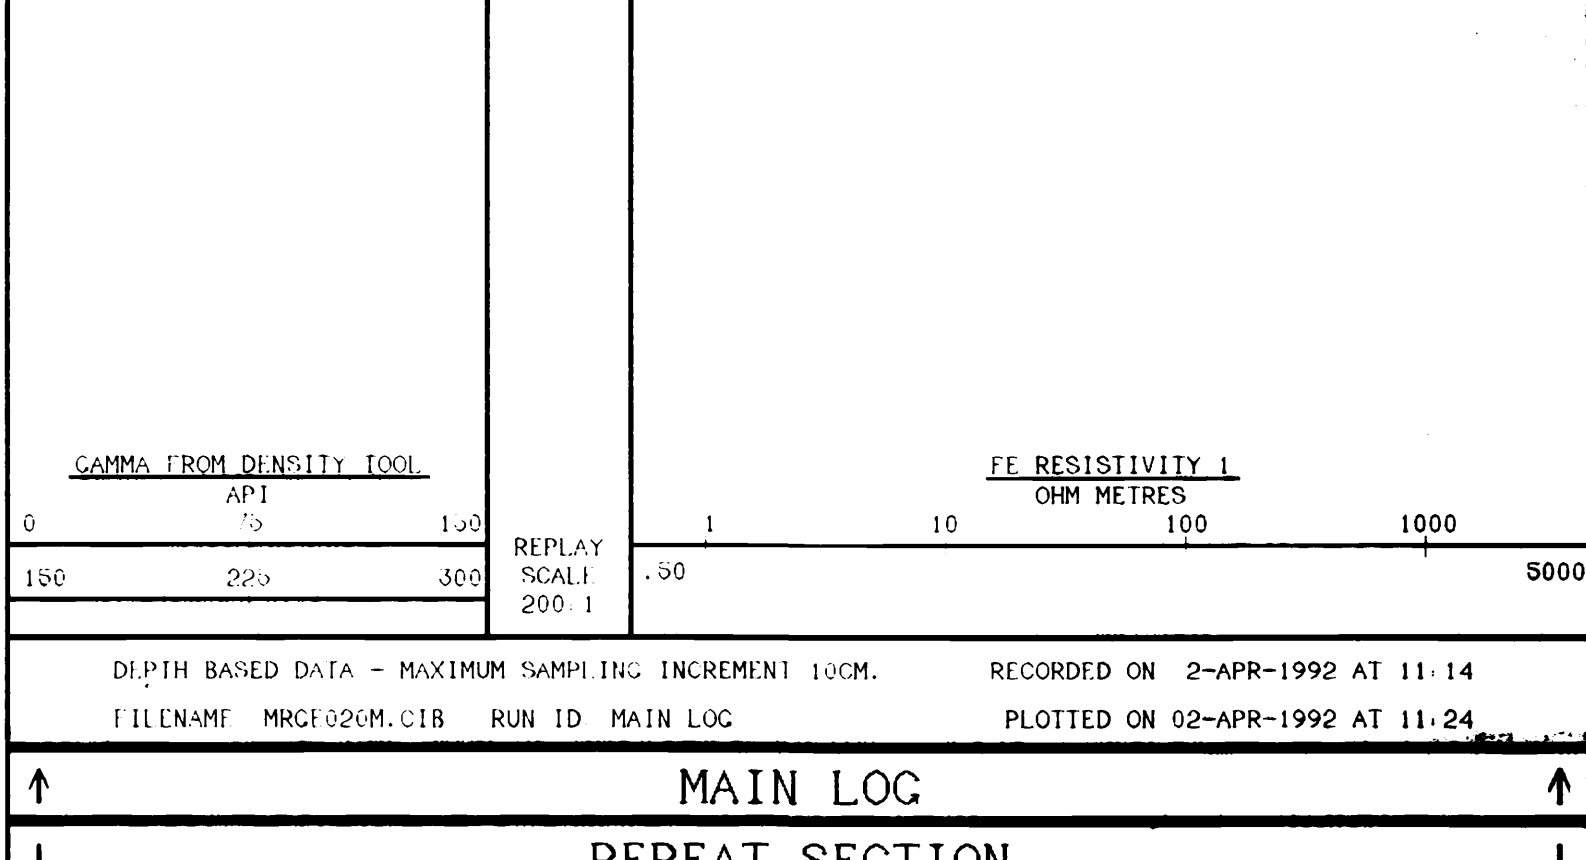 GAMMA FROM DENSITY TOOL
API
0 75 150
150 225 300
REPLAY
SCALE
200:1
FE RESISTIVITY 1
OHM METRES
1 10 100 1000
.50 5000
DEPTH BASED DATA - MAXIMUM SAMPLING INCREMENT 10CM.
RECORDED ON 2-APR-1992 AT 11:14
FILENAME RUN ID MAIN LOG
PLOTTED ON 02-APR-1992 AT 11:24
MAIN LOG
REPEAT SECTION